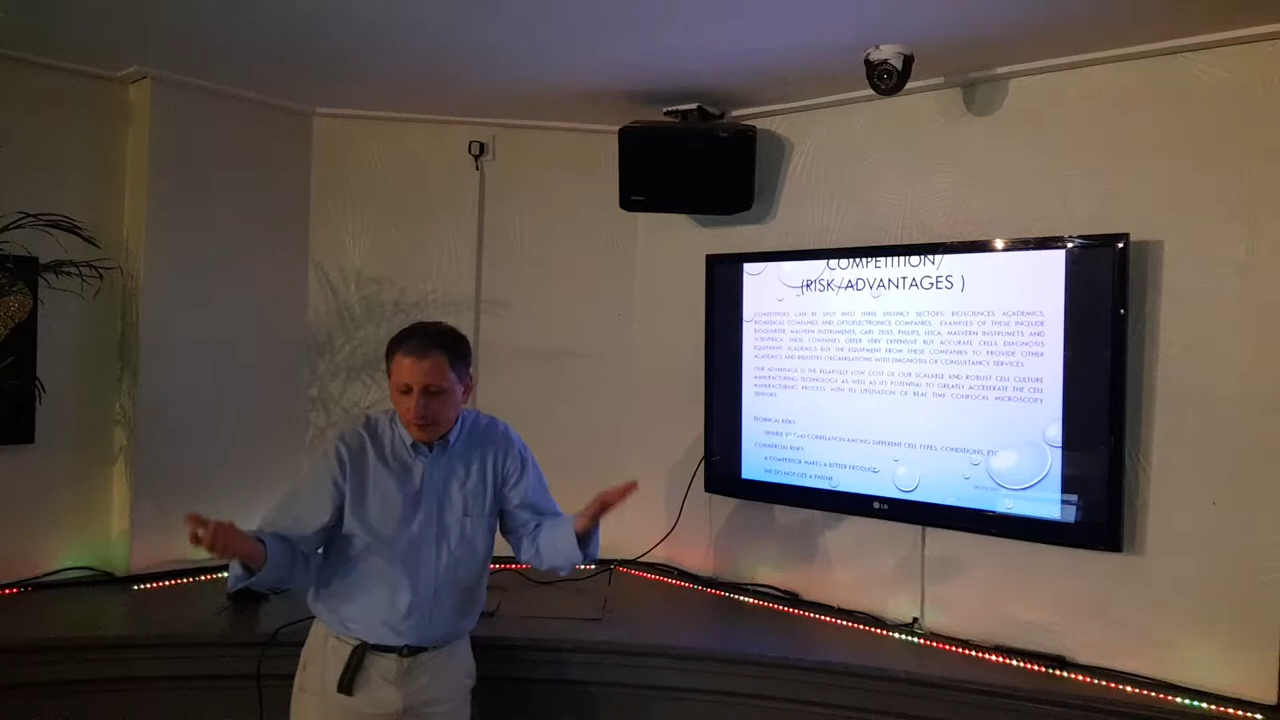 COMPETITION/
(RISK/ADVANTAGES )
COMPETITORS CAN BE SPLIT INTO THREE DISTINCT SECTORS: BIOSCIENCES ACADEMICS,
BIOMEDICAL COMPANIES AND OPTOELECTRONICS COMPANIES. EXAMPLES OF THESE INCLUDE
MALVERN INSTRUMENTS, CARL ZEISS, PHILIPS, LEICA, MALVERN INSTRUMETS AND
THESE COMPANIES OFFER VERY EXPENSIVE BUT ACCURATE CELLS DIAGNOSIS
EQUIPMENT. ACADEMICS BUY THE EQUIPMENT FROM THESE COMPANIES TO PROVIDE OTHER
ACADEMICS AND INDUSTRY ORGANISATIONS WITH DIAGNOSIS OR CONSULTANCY SERVICES
OUR ADVANTAGE IS THE RELATIVELY LOW COST OF OUR SCALABLE AND ROBUST CELL CULTURE
MANUFACTURING TECHNOLOGY AS WELL AS ITS POTENTIAL TO GREATLY ACCELERATE THE CELL
MANUFACTURING PROCESS WITH ITS UTILISATION OF REAL TIME CONFOCAL MICROSCOPY
SENSORS
TECHNICAL RISKS
UNABLE TO FIND CORRELATION AMONG DIFFERENT CELL TYPES, CONDITIONS, ETC
COMMERCIAL RISKS
A COMPETITOR MAKES A BETTER PRODUCT
WE DO NOT GET A PATENT
LG